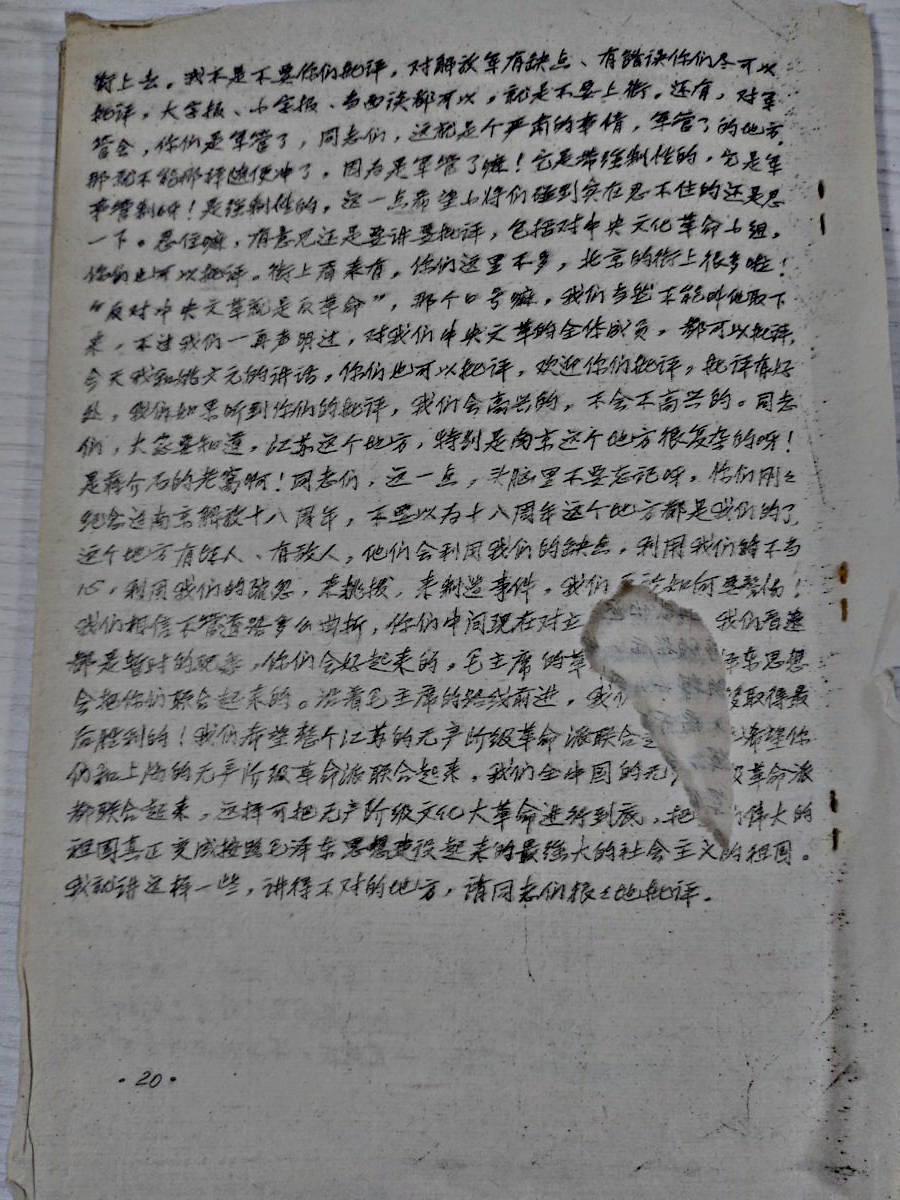 街上去。我不是不要你们批评，对解放军有缺点、有错误你们尽可以
批评，大字报、小字报、当面谈都可以，就是不要上街。还有，对军
管会，你们是军管了，同志们，这就是个严肃的事情，军管了的地方，
那就不能那样随便冲了，因为是军管了嘛！它是带强制性的，它是军
事管制呀！是强制性的，这一点希望小将们碰到实在忍不住的还是忍
一下。忍住嘛，有意见还是要讲要批评，包括对中央文化革命小组，
你们也可以批评。街上有来有，你们这里不多，北京的街上很多啦！
“反对中央文革就是反革命”，那个口号嘛，我们当然不能叫他取下
来，不过我们一再声明过，对我们中央文革的全体成员，都可以批评，
今天我和姚文元的讲话，你们也可以批评，欢迎你们批评，批评有好
处，我们如果听到你们的批评，我们会高兴的，不会不高兴的。同志
们，大家要知道，江苏这个地方，特别是南京这个地方很复杂的呀！
是蒋介石的老窝啊！同志们，这一点，头脑里不要忘记呀。你们刚々
纪念过南京解放十八周年，不要以为十八周年这个地方都是我们的了
这个地方有坏人、有敌人，他们会利用我们的缺点，利用我们的不当
心，利用我们的疏忽，来挑拨，来制造事件，我们 如何要警惕！
我们相信不管道路多么曲折，你们中间现在对立 我们看这
都是暂时的现象，你们会好起来的。毛主席的革 泽东思想
会把你们联合起来的。沿着毛主席的路线前进，我们 取得最
后胜利的！我们希望整个江苏的无产阶级革命派联合 希望你
们和上海的无产阶级革命派联合起来，我们全中国的无 级革命派
都联合起来，这样可把无产阶级文化大革命进行到底，把 伟大的
祖国真正变成按照毛泽东思想建设起来的最强大的社会主义的祖国。
我就讲这样一些，讲得不对的地方，请同志们狠々地批评。
·20·